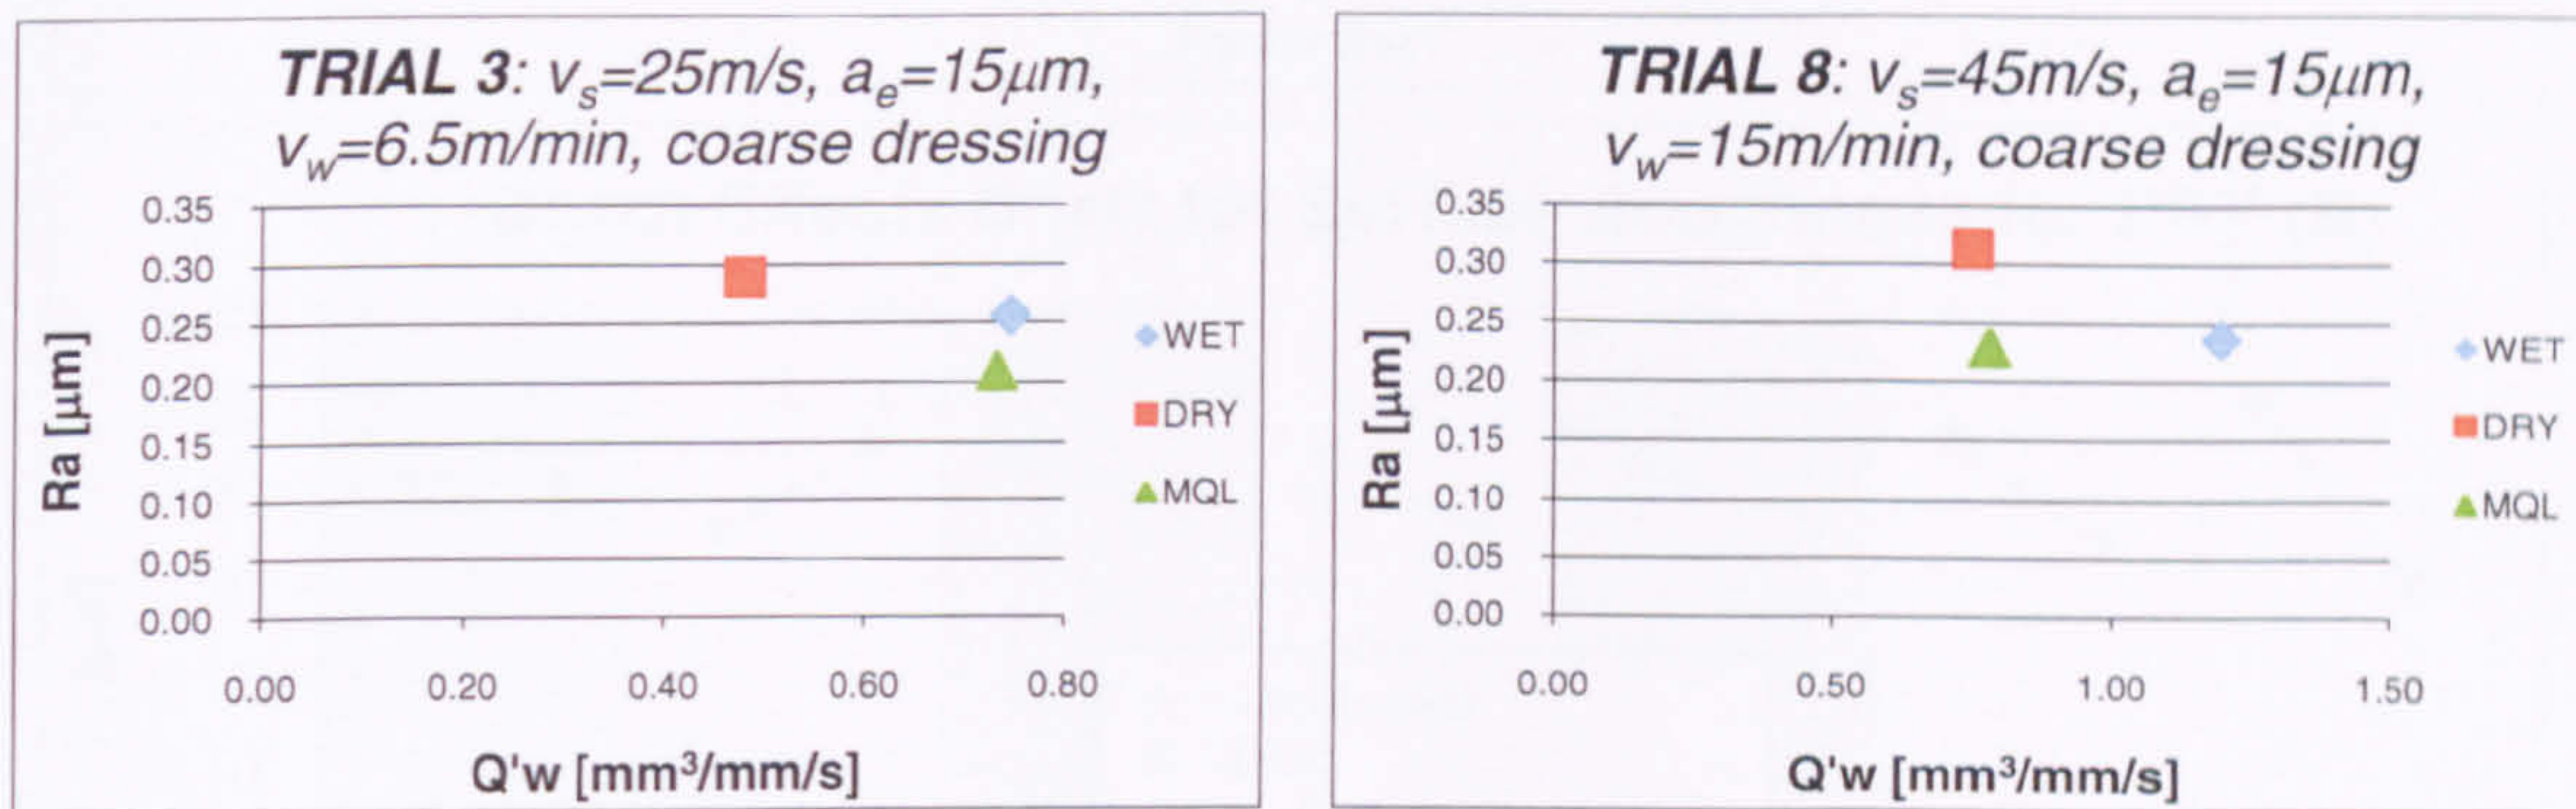 TRIAL 3: vs=25m/s, ae=15μm,
vw=6.5m/min, coarse dressing
0.35
0.30
0.25
0.20
0.15
0.10
0.05
0.00
Ra [μm]
0.00 0.20 0.40 0.60 0.80
Q'w [mm³/mm/s]
WET
DRY
MQL
TRIAL 8: vs=45m/s, ae=15μm,
vw=15m/min, coarse dressing
0.35
0.30
0.25
0.20
0.15
0.10
0.05
0.00
Ra [μm]
0.00 0.50 1.00 1.50
Q'w [mm³/mm/s]
WET
DRY
MQL